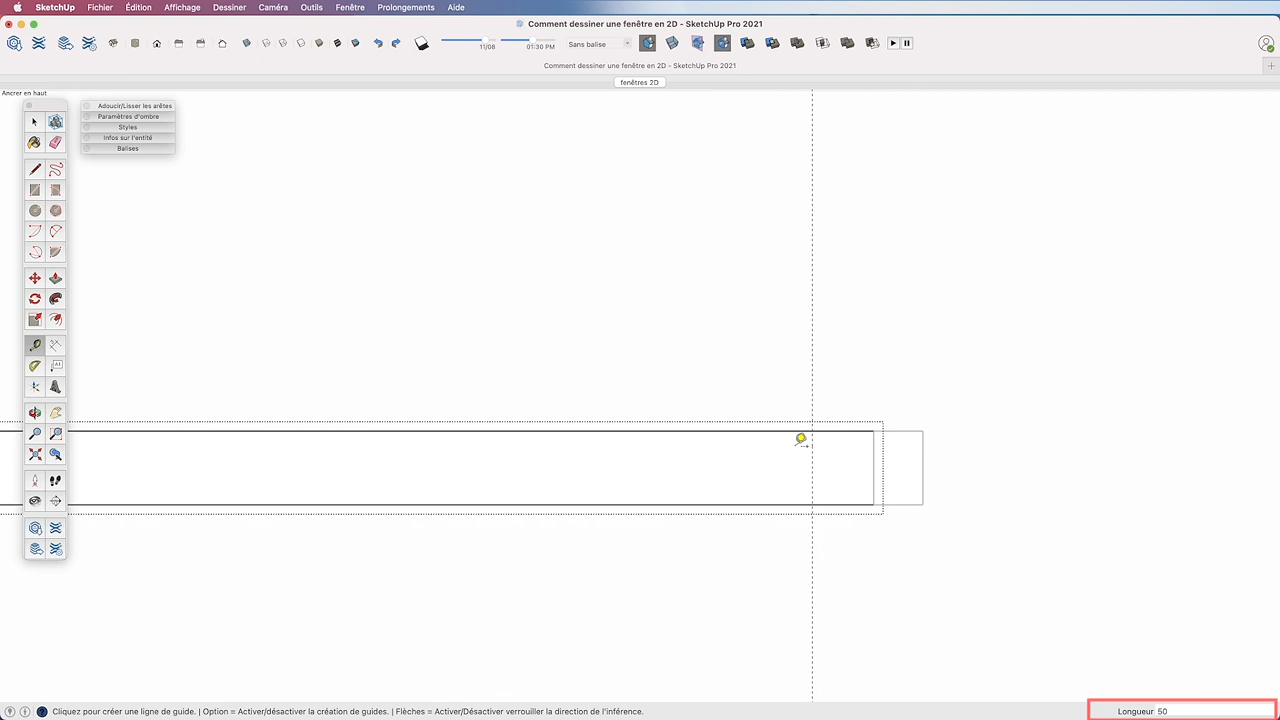 SketchUp Fichier Édition Affichage Dessiner Caméra Outils Fenêtre Prolongements Aide
Comment dessiner une fenêtre en 2D - SketchUp Pro 2021
11/08 01:30 PM Sans balise
Comment dessiner une fenêtre en 2D - SketchUp Pro 2021
fenêtres 2D
Ancrer en haut
Adoucir/Lisser les arêtes
Paramètres d'ombre
Styles
Infos sur l'entité
Balises
Cliquez pour créer une ligne de guide. | Option = Activer/désactiver la création de guides. | Flèches = Activer/Désactiver verrouiller la direction de l'inférence.
Longueur 50